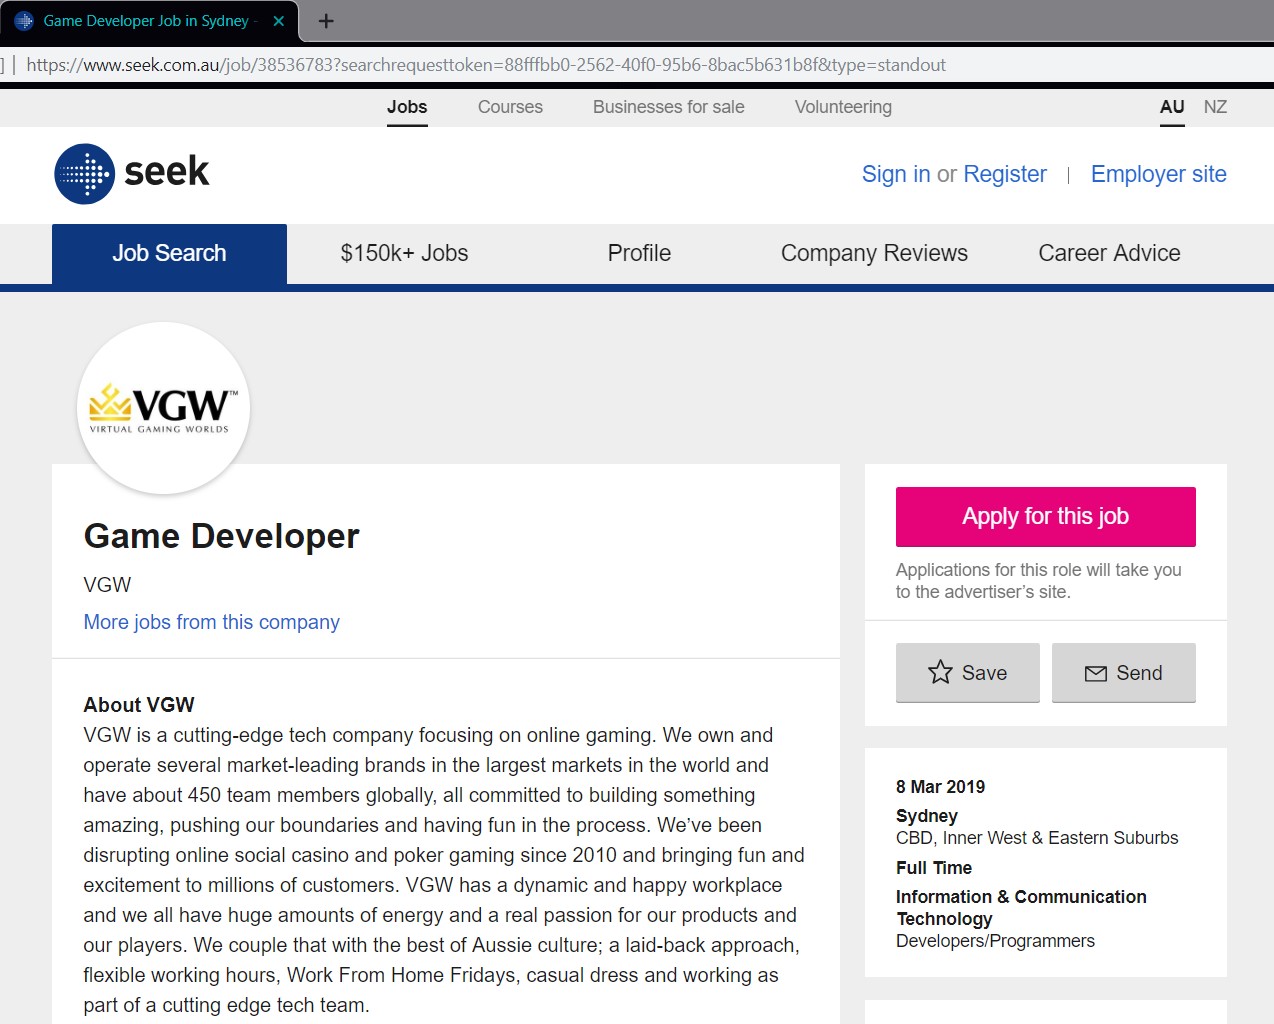 Game Developer Job in Sydney -
https://www.seek.com.au/job/38536783?searchrequesttoken=88fffbb0-2562-40f0-95b6-8bac5b631b8f&type=standout
Jobs Courses Businesses for sale Volunteering AU NZ
seek
Sign in or Register | Employer site
Job Search $150k+ Jobs Profile Company Reviews Career Advice
VGW™
VIRTUAL GAMING WORLDS
Game Developer
VGW
More jobs from this company
About VGW
VGW is a cutting-edge tech company focusing on online gaming. We own and
operate several market-leading brands in the largest markets in the world and
have about 450 team members globally, all committed to building something
amazing, pushing our boundaries and having fun in the process. We’ve been
disrupting online social casino and poker gaming since 2010 and bringing fun and
excitement to millions of customers. VGW has a dynamic and happy workplace
and we all have huge amounts of energy and a real passion for our products and
our players. We couple that with the best of Aussie culture; a laid-back approach,
flexible working hours, Work From Home Fridays, casual dress and working as
part of a cutting edge tech team.
Apply for this job
Applications for this role will take you
to the advertiser’s site.
Save Send
8 Mar 2019
Sydney
CBD, Inner West & Eastern Suburbs
Full Time
Information & Communication
Technology
Developers/Programmers